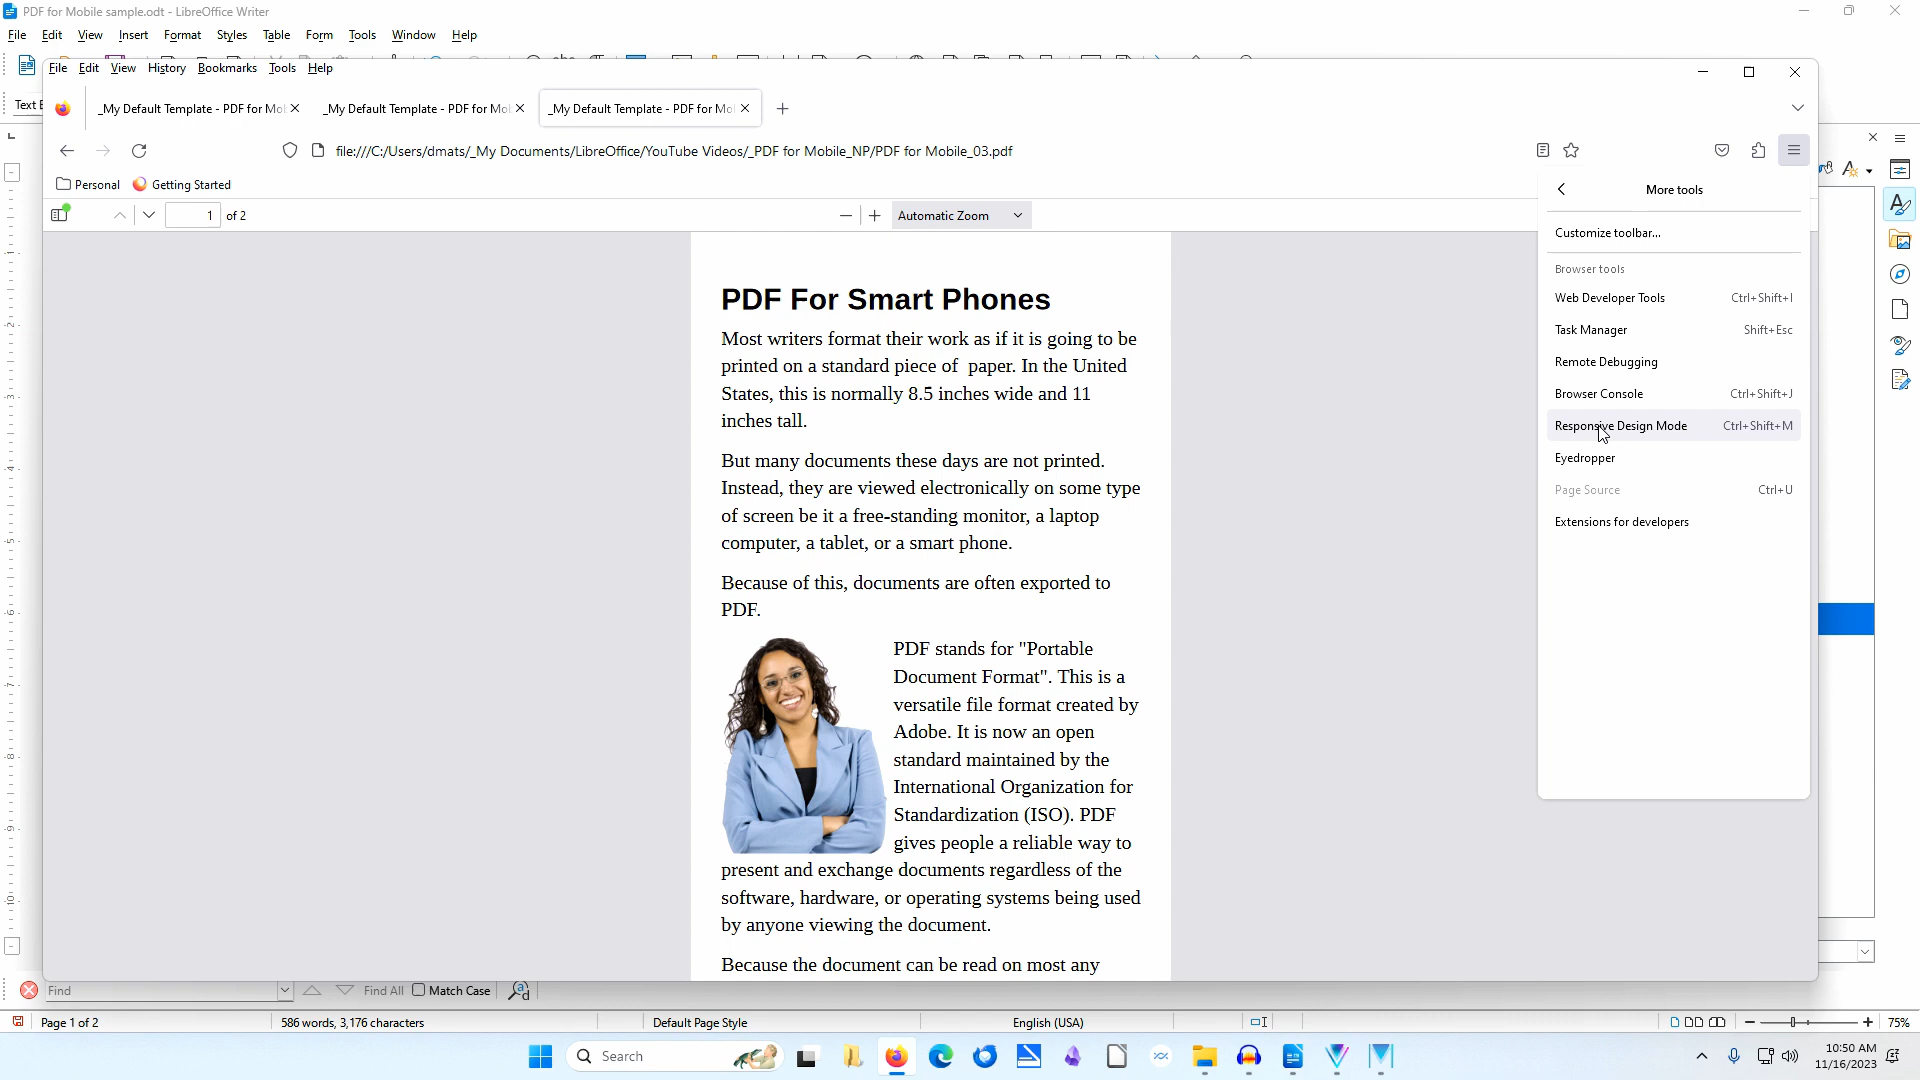 PDF for Mobile sample.odt - LibreOffice Writer
File Edit View Insert Format Styles Table Form Tools Window Help
File Edit View History Bookmarks Tools Help
Text
_My Default Template - PDF for Mo
_My Default Template - PDF for Mo
_My Default Template - PDF for Mo
file:///C:/Users/dmats/_My Documents/LibreOffice/YouTube Videos/_PDF for Mobile_NP/PDF for Mobile_03.pdf
Personal Getting Started
1 of 2
Automatic Zoom
More tools
Customize toolbar...
Browser tools
Web Developer Tools Ctrl+Shift+I
Task Manager Shift+Esc
Remote Debugging
Browser Console Ctrl+Shift+J
Responsive Design Mode Ctrl+Shift+M
Eyedropper
Page Source Ctrl+U
Extensions for developers
PDF For Smart Phones
Most writers format their work as if it is going to be
printed on a standard piece of paper. In the United
States, this is normally 8.5 inches wide and 11
inches tall.
But many documents these days are not printed.
Instead, they are viewed electronically on some type
of screen be it a free-standing monitor, a laptop
computer, a tablet, or a smart phone.
Because of this, documents are often exported to
PDF.
PDF stands for "Portable
Document Format". This is a
versatile file format created by
Adobe. It is now an open
standard maintained by the
International Organization for
Standardization (ISO). PDF
gives people a reliable way to
present and exchange documents regardless of the
software, hardware, or operating systems being used
by anyone viewing the document.
Because the document can be read on most any
1
2
3
4
5
6
7
8
9
10
Find
Find All Match Case
Page 1 of 2
586 words, 3,176 characters
Default Page Style
English (USA)
75%
Search
10:50 AM
11/16/2023